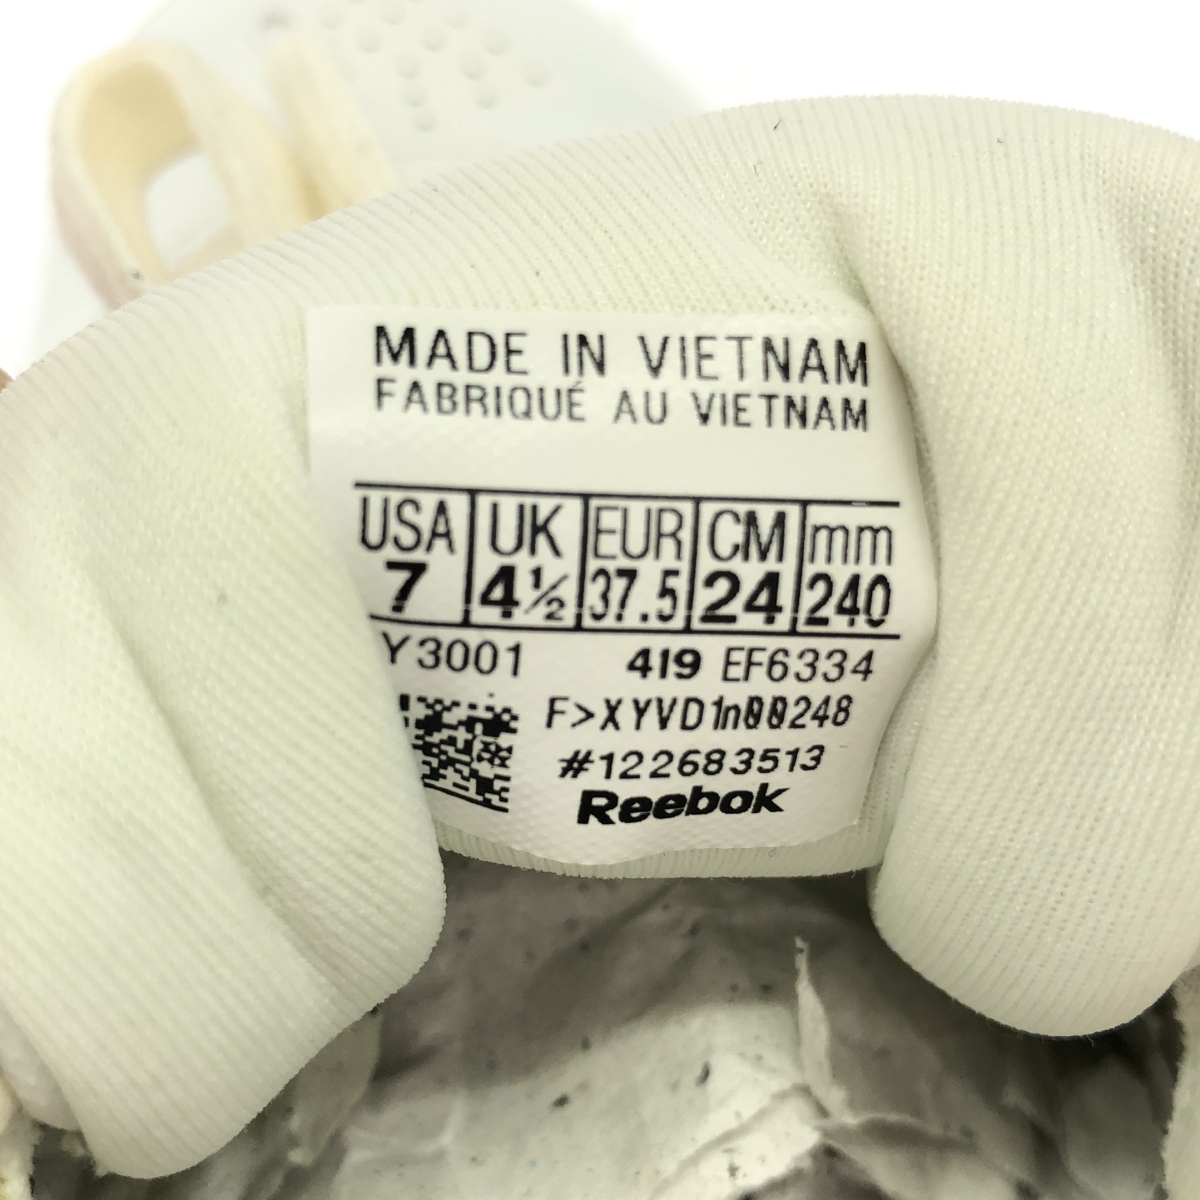 MADE IN VIETNAM
FABRIQUÉ AU VIETNAM
USA UK EUR CM mm
7 4½ 37.5 24 240
Y3001 419 EF6334
F>XYVD1n00248
#122683513
Reebok